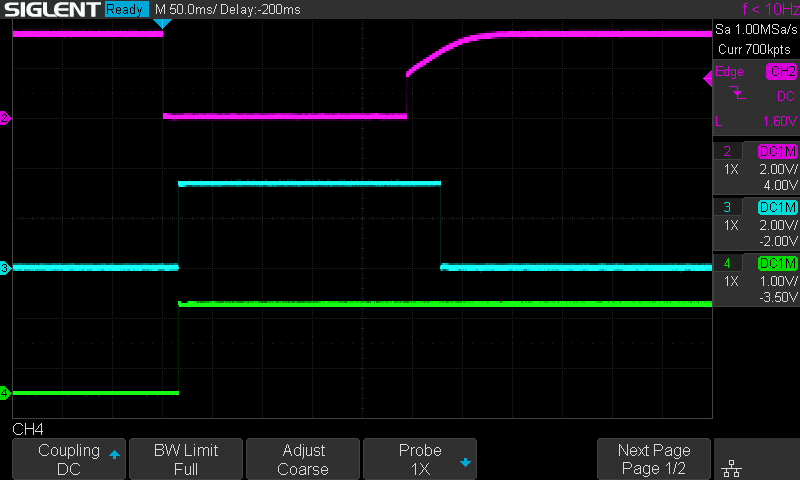 SIGLENT Ready M 50.0ms/ Delay:-200ms f < 10Hz
Sa 1.00MSa/s
Curr 700kpts
Edge CH2
DC
L 1.60V
2 DC1M
1X 2.00V/
4.00V
3 DC1M
1X 2.00V/
-2.00V
4 DC1M
1X 1.00V/
-3.50V
2
3
4
CH4
Coupling
DC
BW Limit
Full
Adjust
Coarse
Probe
1X
Next Page
Page 1/2